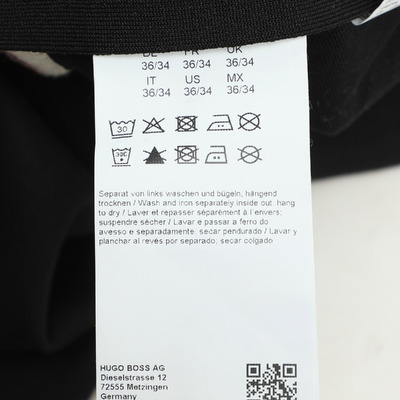 DE FR UK
36/34 36/34 36/34
IT US MX
36/34 36/34 36/34
30
30C
Separat von links waschen und bügeln, hängend
trocknen / Wash and iron separately inside out, hang
to dry / Laver et repasser séparément à l'envers;
suspendre sécher / Lavar e passar a ferro do
avesso e separadamente. secar pendurado / Lavar y
planchar al revés por separado, secar colgado
HUGO BOSS AG
Dieselstrasse 12
72555 Metzingen
Germany